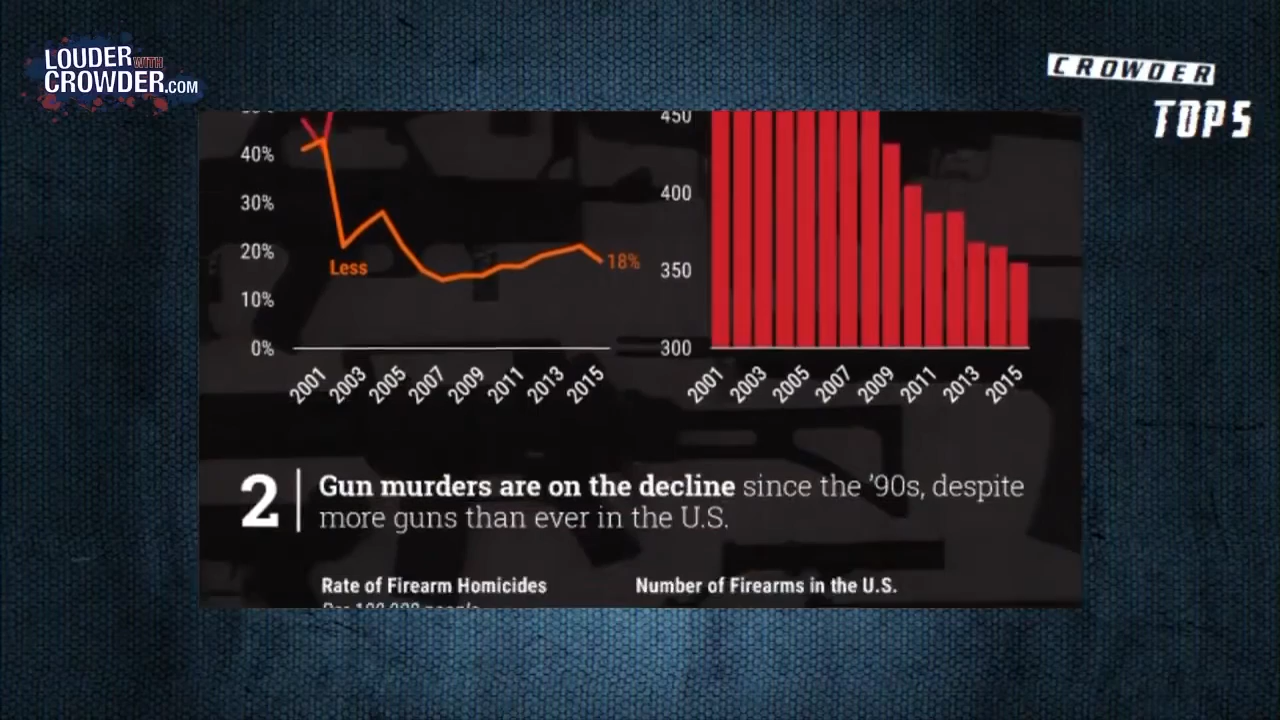 LOUDER WITH
CROWDER.COM
CROWDER
TOP 5
40%
30%
20%
10%
0%
Less
18%
2001 2003 2005 2007 2009 2011 2013 2015
450
400
350
300
2001 2003 2005 2007 2009 2011 2013 2015
2
Gun murders are on the decline since the ’90s, despite
more guns than ever in the U.S.
Rate of Firearm Homicides
Number of Firearms in the U.S.